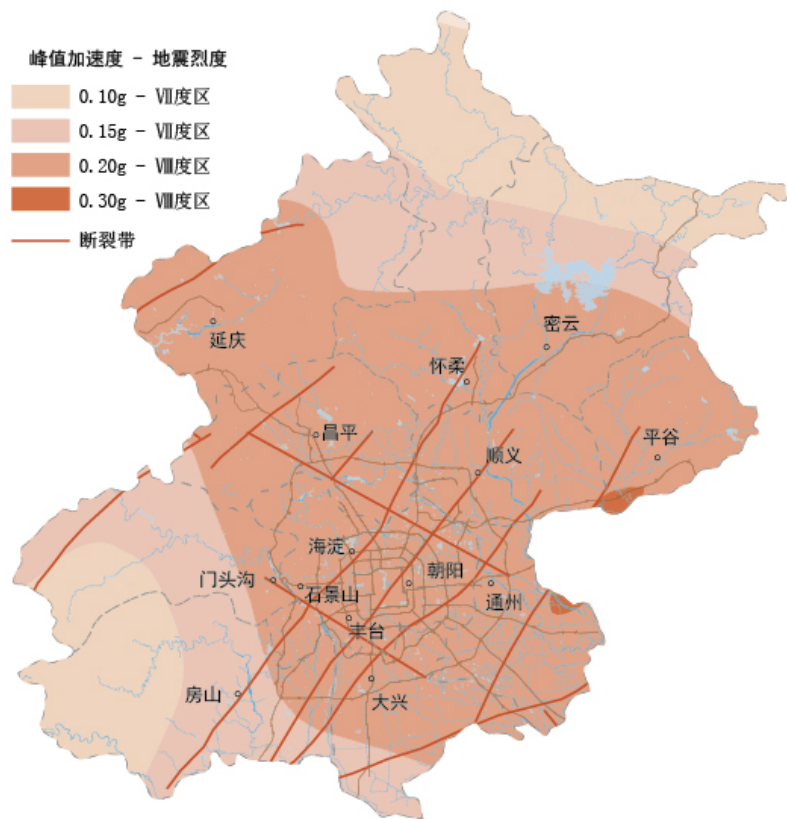 峰值加速度 - 地震烈度
0.10g - Ⅶ度区
0.15g - Ⅶ度区
0.20g - Ⅷ度区
0.30g - Ⅷ度区
断裂带
延庆
密云
怀柔
昌平
平谷
顺义
海淀
门头沟
石景山
朝阳
通州
丰台
房山
大兴